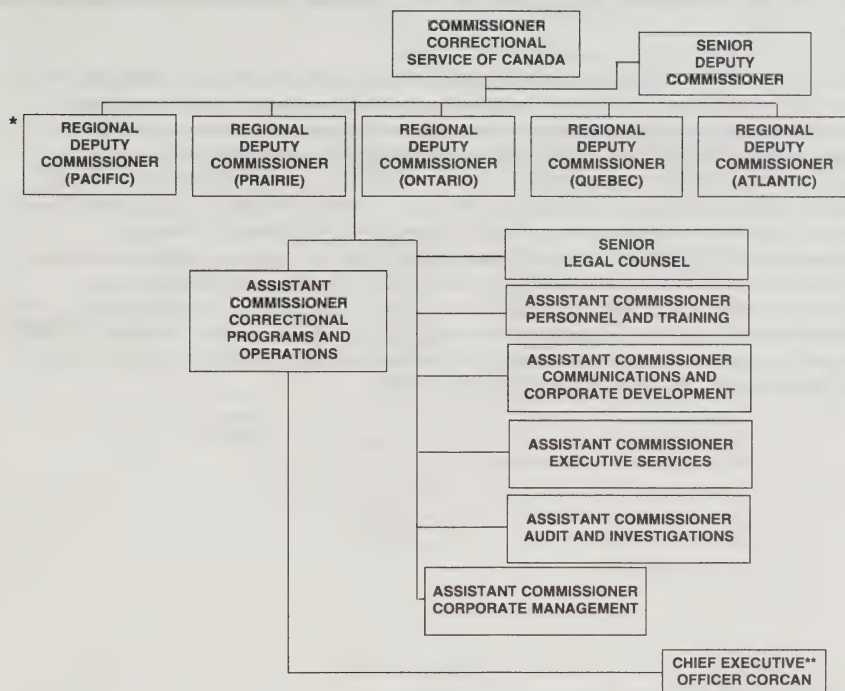 COMMISSIONER
CORRECTIONAL
SERVICE OF CANADA
SENIOR
DEPUTY
COMMISSIONER
*
REGIONAL
DEPUTY
COMMISSIONER
(PACIFIC)
REGIONAL
DEPUTY
COMMISSIONER
(PRAIRIE)
REGIONAL
DEPUTY
COMMISSIONER
(ONTARIO)
REGIONAL
DEPUTY
COMMISSIONER
(QUEBEC)
REGIONAL
DEPUTY
COMMISSIONER
(ATLANTIC)
ASSISTANT
COMMISSIONER
CORRECTIONAL
PROGRAMS AND
OPERATIONS
SENIOR
LEGAL COUNSEL
ASSISTANT COMMISSIONER
PERSONNEL AND TRAINING
ASSISTANT COMMISSIONER
COMMUNICATIONS AND
CORPORATE DEVELOPMENT
ASSISTANT COMMISSIONER
EXECUTIVE SERVICES
ASSISTANT COMMISSIONER
AUDIT AND INVESTIGATIONS
ASSISTANT COMMISSIONER
CORPORATE MANAGEMENT
CHIEF EXECUTIVE**
OFFICER CORCAN